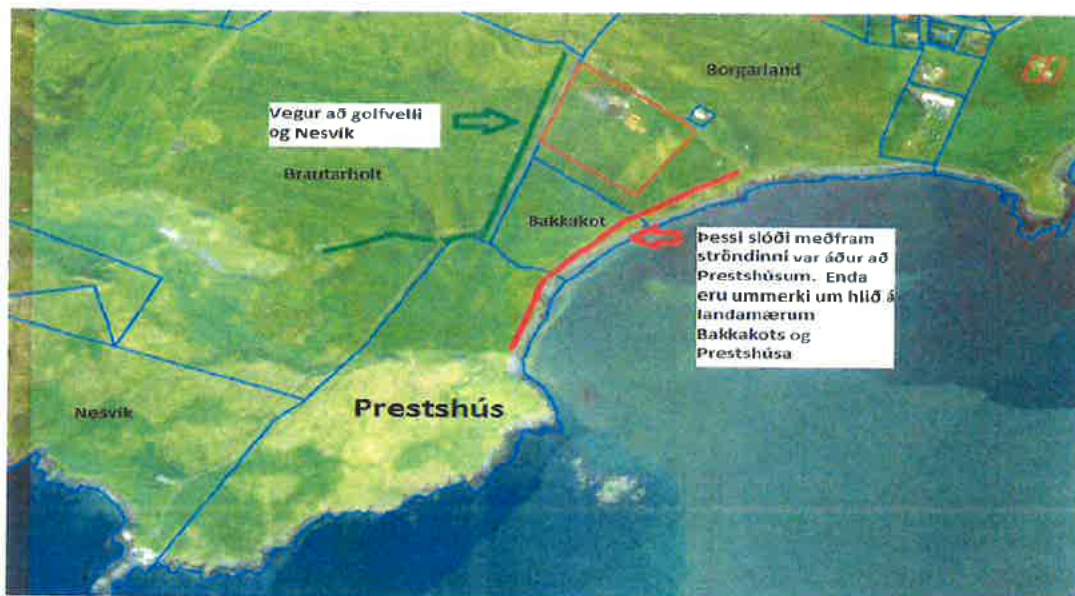 Borgarland
Vegur að golfvelli
og Nesvík
Brautarholt
Bakkakot
Þessi slóði meðfram
ströndinni var áður að
Prestshúsum. Enda
eru ummerki um hlið á
landamærum
Bakkakots og
Prestshúsa
Nesvík
Prestshús